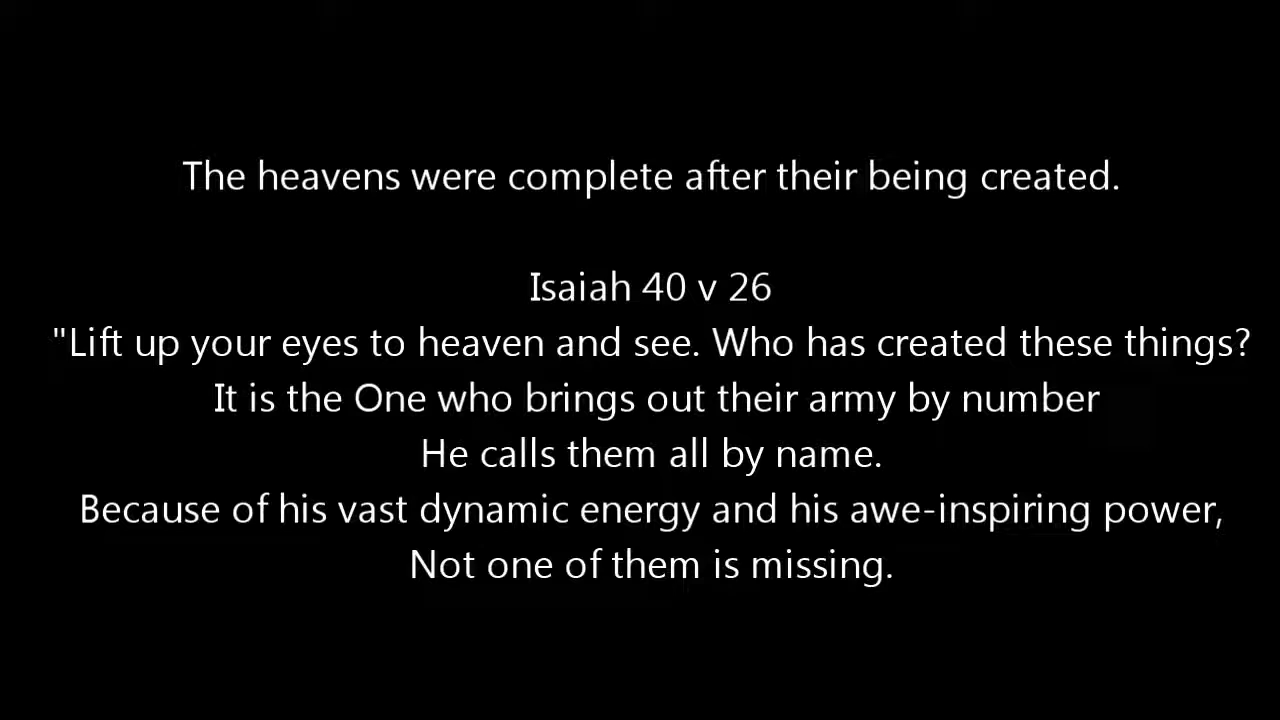 The heavens were complete after their being created.
Isaiah 40 v 26
"Lift up your eyes to heaven and see. Who has created these things?
It is the One who brings out their army by number
He calls them all by name.
Because of his vast dynamic energy and his awe-inspiring power,
Not one of them is missing.